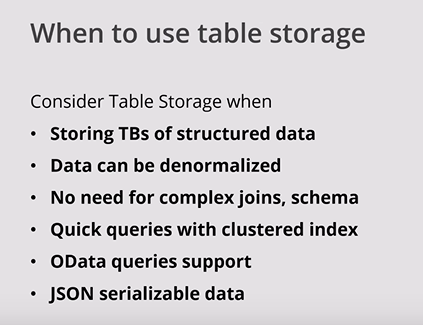 When to use table storage
Consider Table Storage when
• Storing TBs of structured data
• Data can be denormalized
• No need for complex joins, schema
• Quick queries with clustered index
• OData queries support
• JSON serializable data